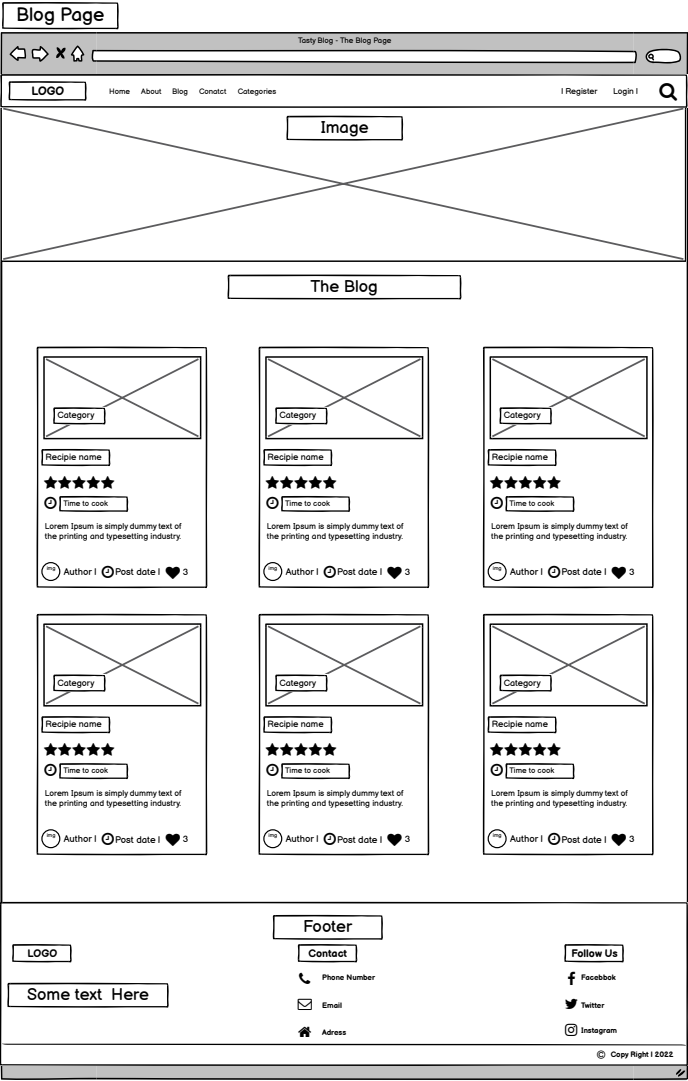 Blog Page
Tasty Blog - The Blog Page
LOGO Home About Blog Conatct Categories I Register Login I
Image
The Blog
Category Category Category
Recipie name Recipie name Recipie name
Time to cook Time to cook Time to cook
Lorem Ipsum is simply dummy text of Lorem Ipsum is simply dummy text of Lorem Ipsum is simply dummy text of
the printing and typesetting industry. the printing and typesetting industry. the printing and typesetting industry.
img Author I Post date I 3 img Author I Post date I 3 img Author I Post date I 3
Category Category Category
Recipie name Recipie name Recipie name
Time to cook Time to cook Time to cook
Lorem Ipsum is simply dummy text of Lorem Ipsum is simply dummy text of Lorem Ipsum is simply dummy text of
the printing and typesetting industry. the printing and typesetting industry. the printing and typesetting industry.
img Author I Post date I 3 img Author I Post date I 3 img Author I Post date I 3
Footer
LOGO Contact Follow Us
Phone Number Facebbok
Some text Here
Email Twitter
Adress Instagram
© Copy Right I 2022